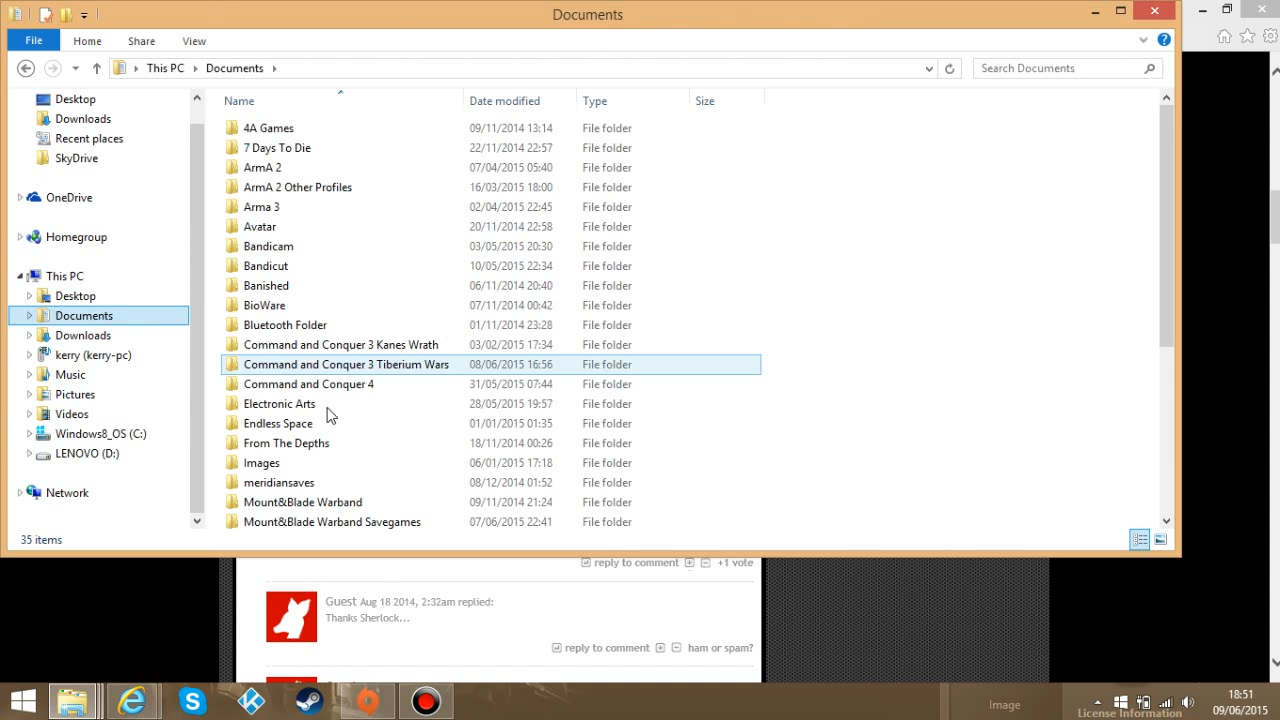 Documents
File Home Share View
This PC Documents Search Documents
Name Date modified Type Size
Desktop
Downloads
Recent places
SkyDrive
OneDrive
Homegroup
This PC
Desktop
Documents
Downloads
kerry (kerry-pc)
Music
Pictures
Videos
Windows8_OS (C:)
LENOVO (D:)
Network
4A Games 09/11/2014 13:14 File folder
7 Days To Die 22/11/2014 22:57 File folder
ArmA 2 07/04/2015 05:40 File folder
ArmA 2 Other Profiles 16/03/2015 18:00 File folder
Arma 3 02/04/2015 22:45 File folder
Avatar 20/11/2014 22:58 File folder
Bandicam 03/05/2015 20:30 File folder
Bandicut 10/05/2015 22:34 File folder
Banished 06/11/2014 20:40 File folder
BioWare 07/11/2014 00:42 File folder
Bluetooth Folder 01/11/2014 23:28 File folder
Command and Conquer 3 Kanes Wrath 03/02/2015 17:34 File folder
Command and Conquer 3 Tiberium Wars 08/06/2015 16:56 File folder
Command and Conquer 4 31/05/2015 07:44 File folder
Electronic Arts 28/05/2015 19:57 File folder
Endless Space 01/01/2015 01:35 File folder
From The Depths 18/11/2014 00:26 File folder
Images 06/01/2015 17:18 File folder
meridiansaves 08/12/2014 01:52 File folder
Mount&Blade Warband 09/11/2014 21:24 File folder
Mount&Blade Warband Savegames 07/06/2015 22:41 File folder
35 items
reply to comment +1 vote
Guest Aug 18 2014, 2:32am replied:
Thanks Sherlock...
reply to comment ham or spam?
Image
License Information
18:51
09/06/2015